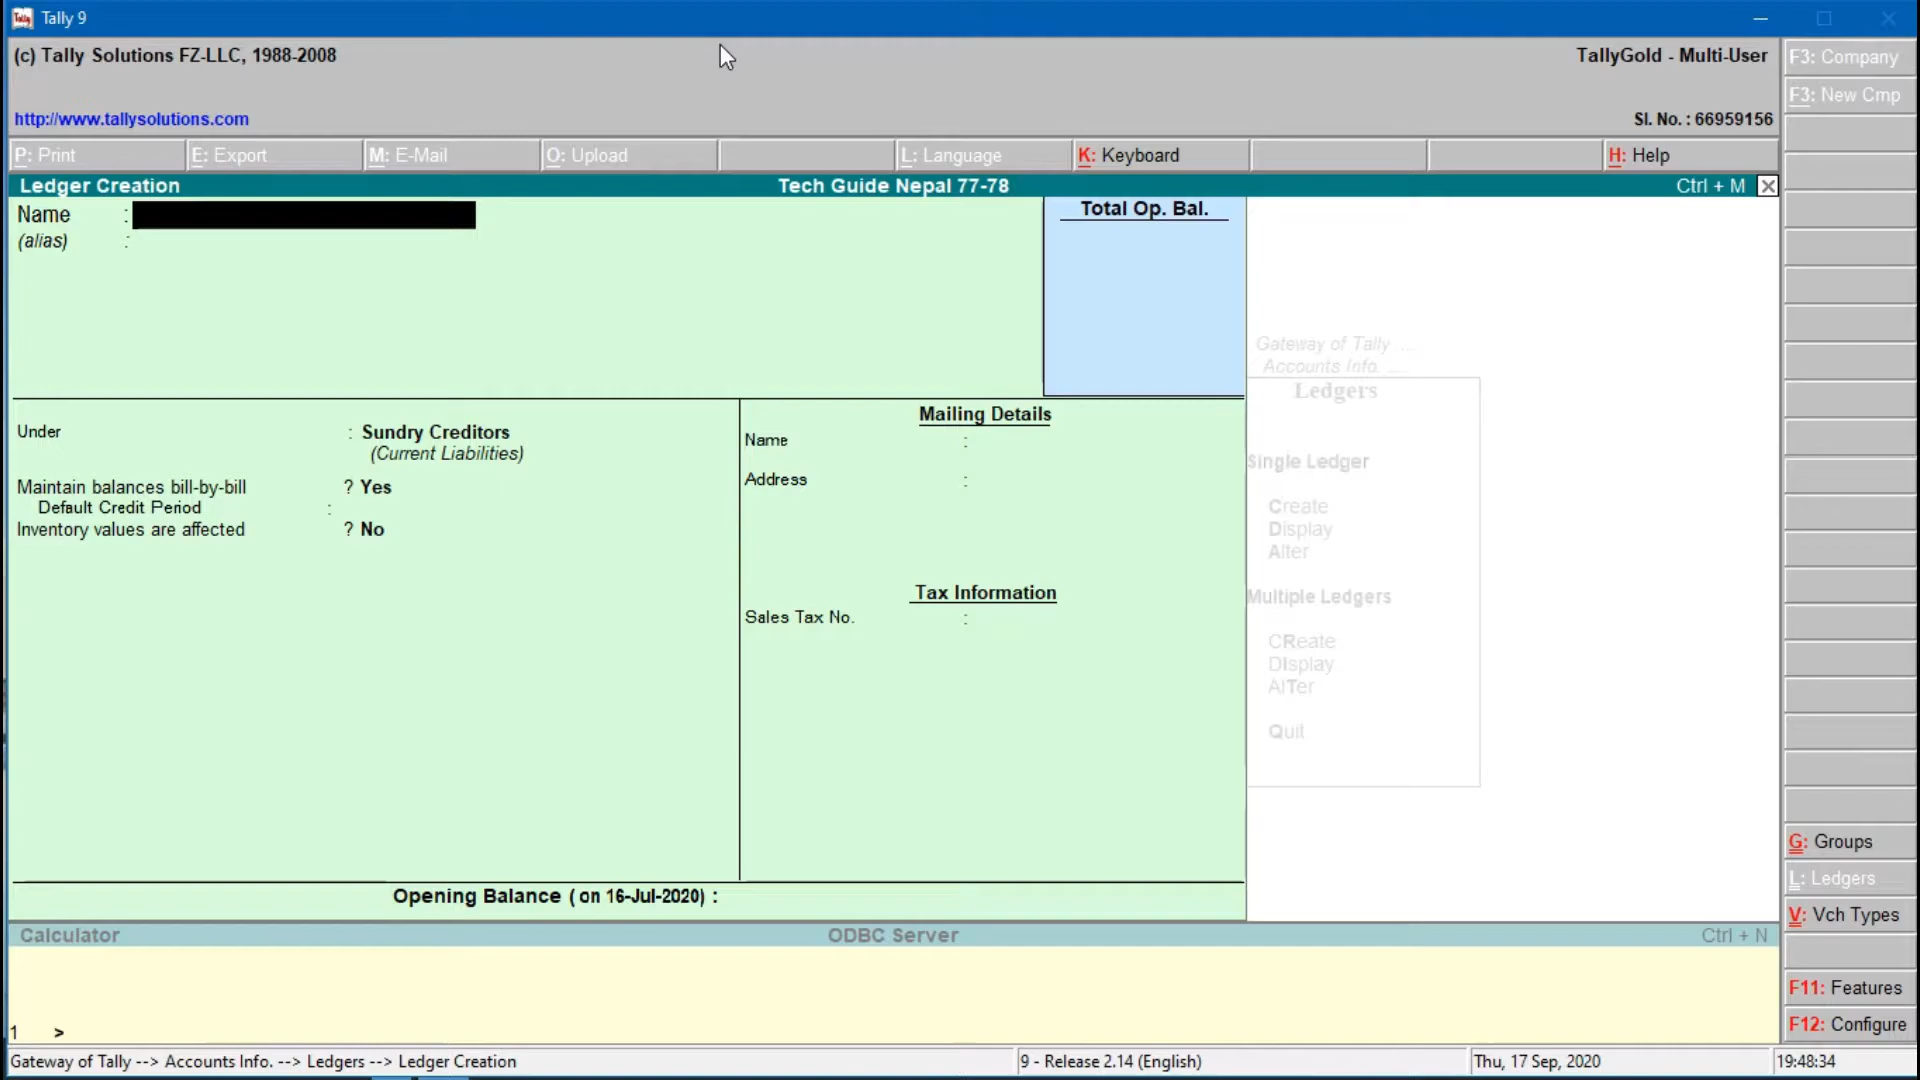 Tally 9
(c) Tally Solutions FZ-LLC, 1988-2008
TallyGold - Multi-User
http://www.tallysolutions.com
Sl. No. : 66959156
P: Print
E: Export
M: E-Mail
O: Upload
L: Language
K: Keyboard
H: Help
Ledger Creation
Tech Guide Nepal 77-78
Ctrl + M
Name :
(alias) :
Total Op. Bal.
Under : Sundry Creditors
(Current Liabilities)
Maintain balances bill-by-bill ? Yes
Default Credit Period :
Inventory values are affected ? No
Mailing Details
Name :
Address :
Tax Information
Sales Tax No. :
Opening Balance ( on 16-Jul-2020) :
Gateway of Tally ....
Accounts Info. ....
Ledgers
Single Ledger
Create
Display
Alter
Multiple Ledgers
CReate
DIsplay
AlTer
Quit
F3: Company
F3: New Cmp
G: Groups
L: Ledgers
V: Vch Types
F11: Features
F12: Configure
Calculator
ODBC Server
Ctrl + N
1 >
Gateway of Tally --> Accounts Info. --> Ledgers --> Ledger Creation
9 - Release 2.14 (English)
Thu, 17 Sep, 2020
19:48:34